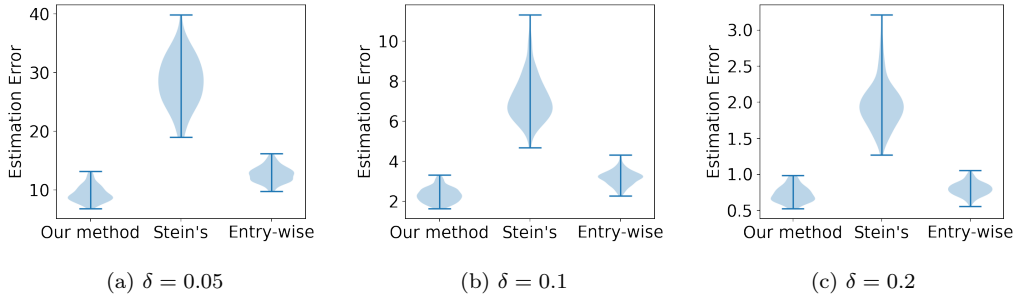 Estimation Error
40
30
20
10
Our method Stein's Entry-wise
(a) δ = 0.05
Estimation Error
10
8
6
4
2
Our method Stein's Entry-wise
(b) δ = 0.1
Estimation Error
3.0
2.5
2.0
1.5
1.0
0.5
Our method Stein's Entry-wise
(c) δ = 0.2